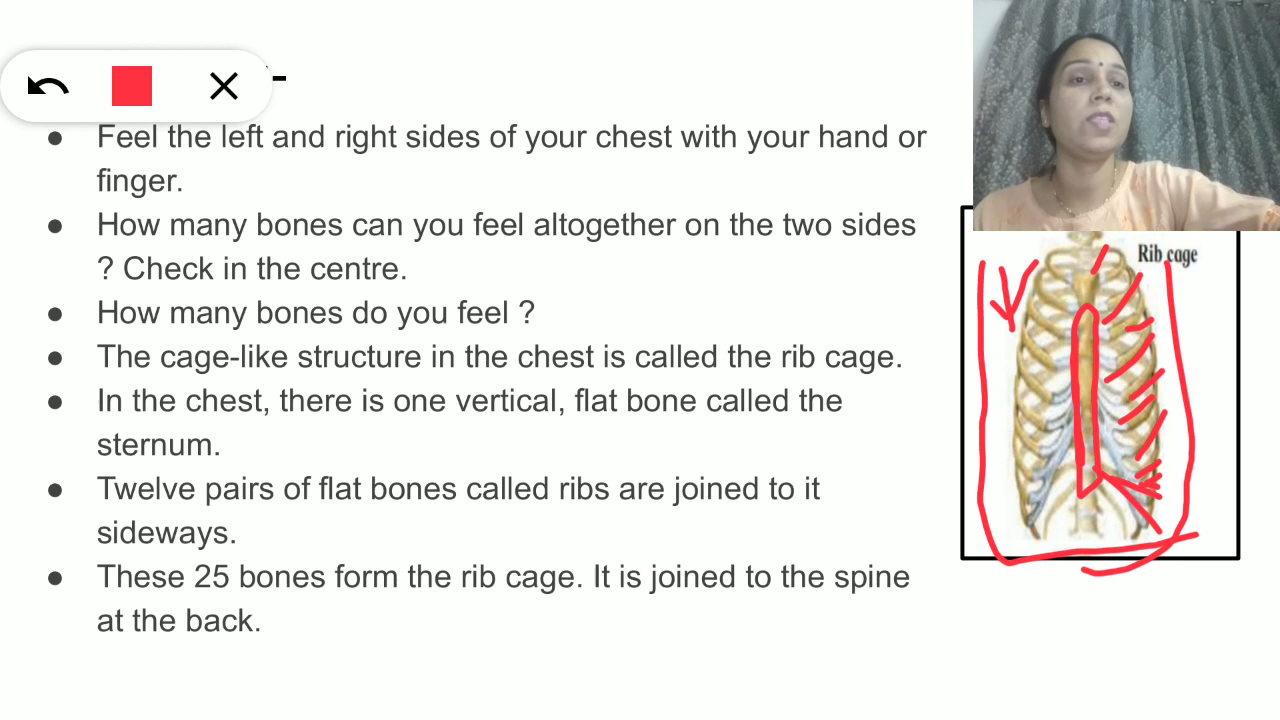 ● Feel the left and right sides of your chest with your hand or
finger.
● How many bones can you feel altogether on the two sides
? Check in the centre.
● How many bones do you feel ?
● The cage-like structure in the chest is called the rib cage.
● In the chest, there is one vertical, flat bone called the
sternum.
● Twelve pairs of flat bones called ribs are joined to it
sideways.
● These 25 bones form the rib cage. It is joined to the spine
at the back.
Rib cage